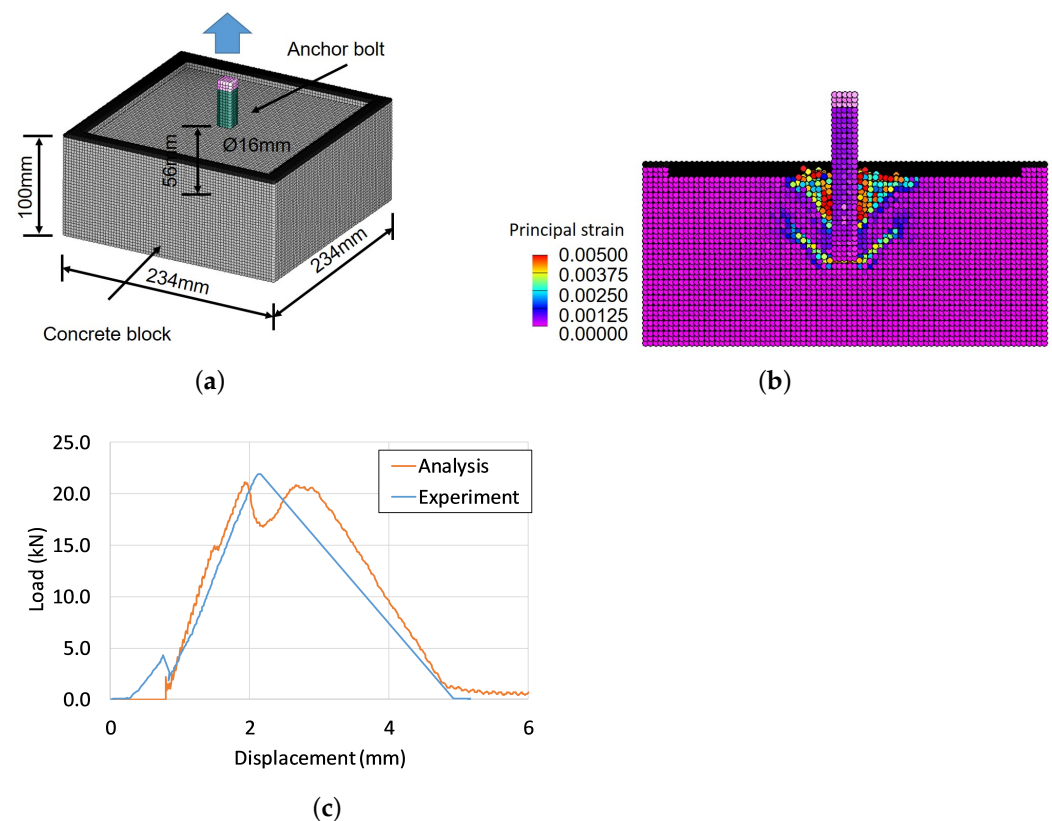 Anchor bolt
Ø16mm
56mm
100mm
234mm
234mm
Concrete block
(a)
Principal strain
0.00500
0.00375
0.00250
0.00125
0.00000
(b)
25.0
20.0
15.0
10.0
5.0
0.0
Load (kN)
Analysis
Experiment
0 2 4 6
Displacement (mm)
(c)